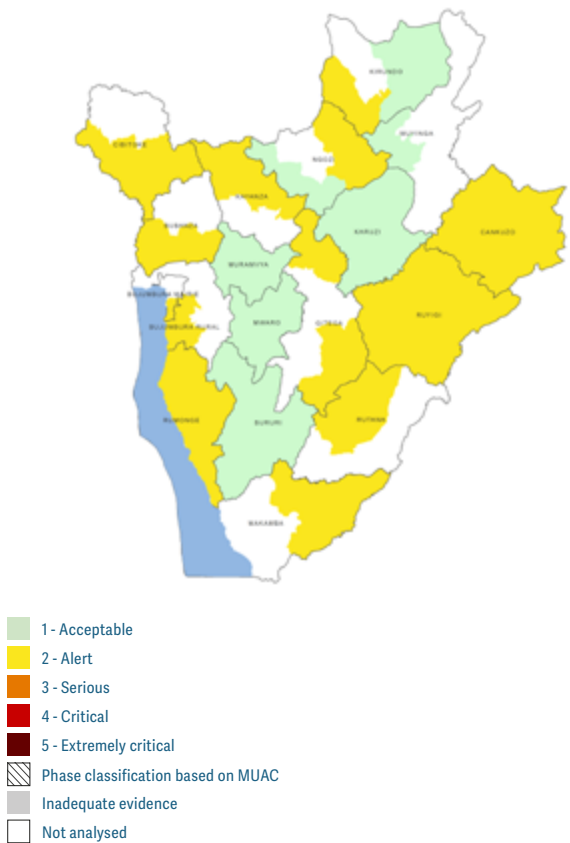 KIRUNDO
MUYINGA
CIBITOKE
NGOZI
KAYANZA
BUBANZA
KARUZI
CANKUZO
MURAMVYA
BUJUMBURA MAIRIE
MWARO
GITEGA
RUYIGI
BUJUMBURA RURAL
RUMONGE
BURURI
RUTANA
MAKAMBA
1 - Acceptable
2 - Alert
3 - Serious
4 - Critical
5 - Extremely critical
Phase classification based on MUAC
Inadequate evidence
Not analysed